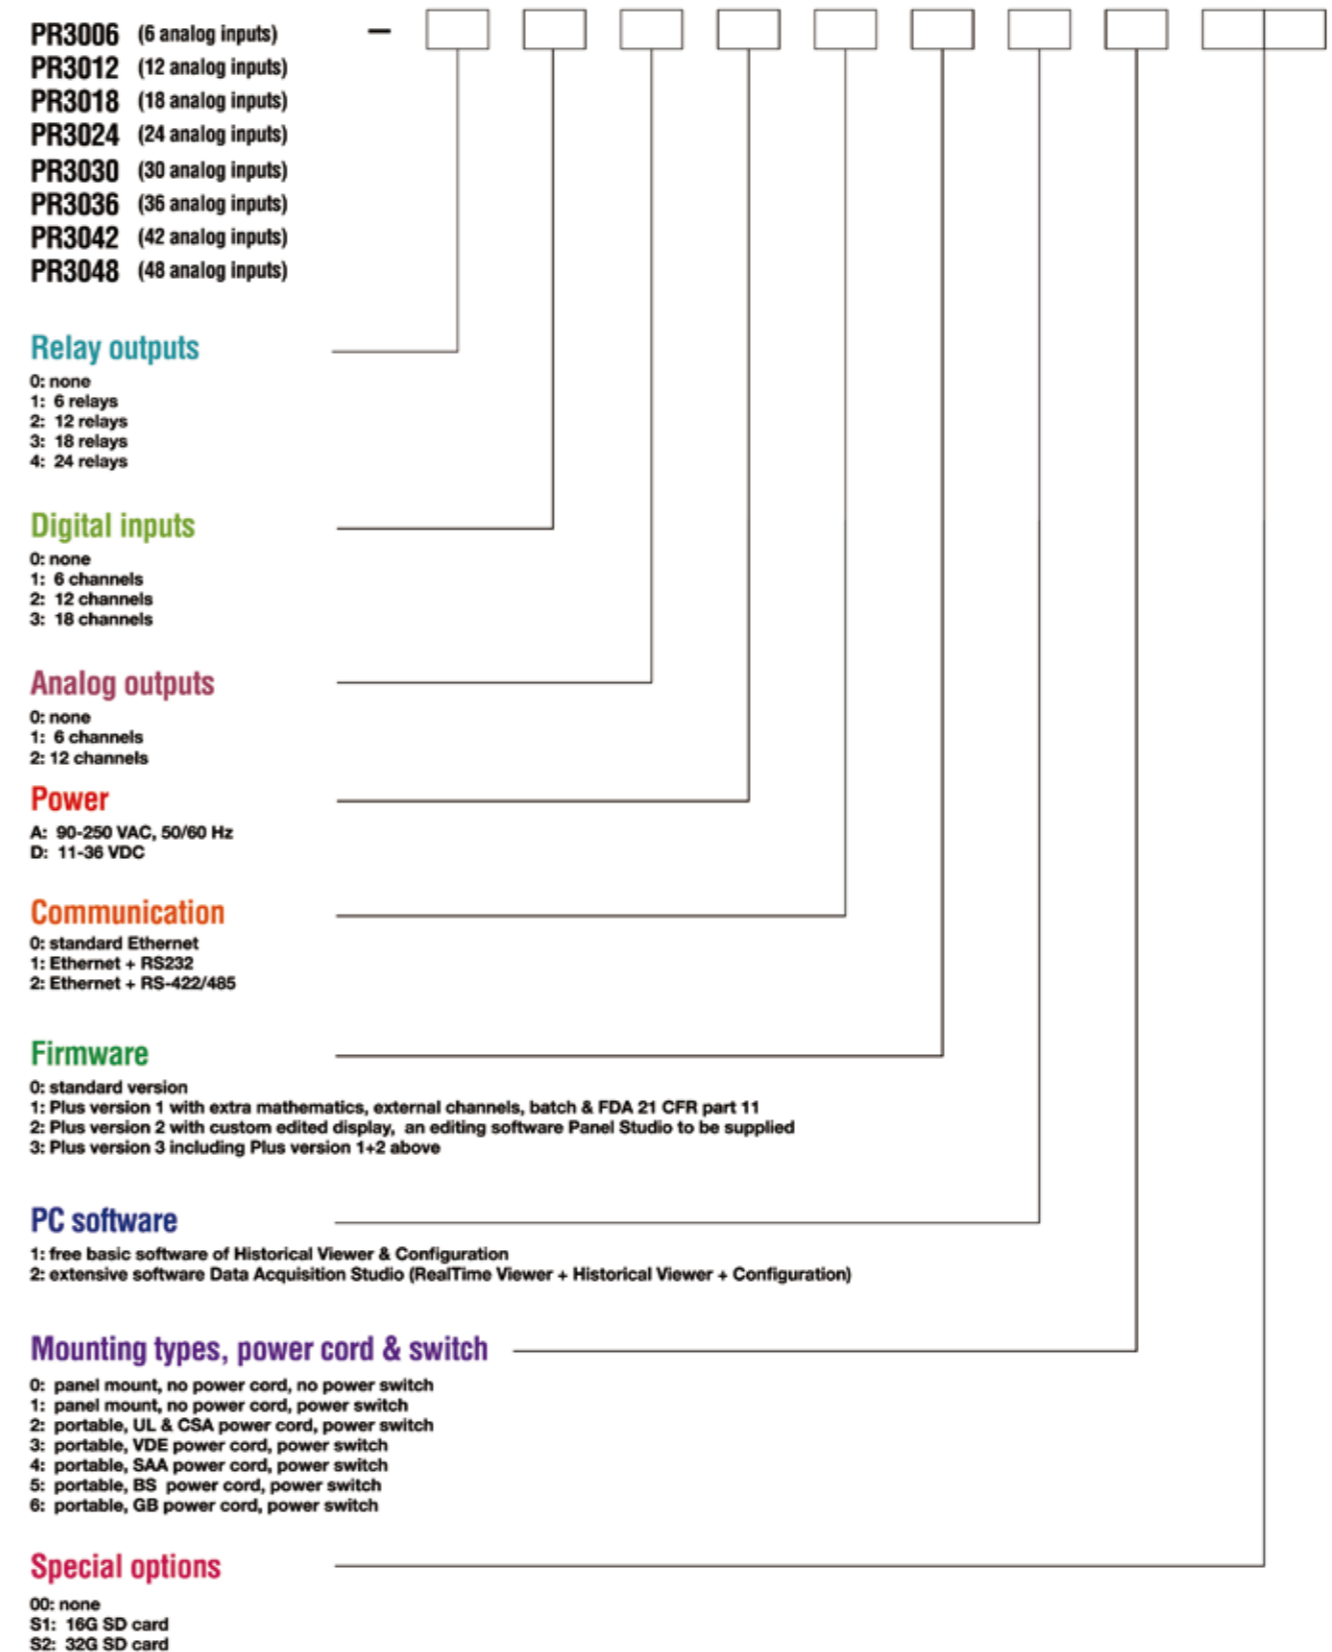 PR3006 (6 analog inputs) –
PR3012 (12 analog inputs)
PR3018 (18 analog inputs)
PR3024 (24 analog inputs)
PR3030 (30 analog inputs)
PR3036 (36 analog inputs)
PR3042 (42 analog inputs)
PR3048 (48 analog inputs)
Relay outputs
0: none
1: 6 relays
2: 12 relays
3: 18 relays
4: 24 relays
Digital inputs
0: none
1: 6 channels
2: 12 channels
3: 18 channels
Analog outputs
0: none
1: 6 channels
2: 12 channels
Power
A: 90-250 VAC, 50/60 Hz
D: 11-36 VDC
Communication
0: standard Ethernet
1: Ethernet + RS232
2: Ethernet + RS-422/485
Firmware
0: standard version
1: Plus version 1 with extra mathematics, external channels, batch & FDA 21 CFR part 11
2: Plus version 2 with custom edited display, an editing software Panel Studio to be supplied
3: Plus version 3 including Plus version 1+2 above
PC software
1: free basic software of Historical Viewer & Configuration
2: extensive software Data Acquisition Studio (RealTime Viewer + Historical Viewer + Configuration)
Mounting types, power cord & switch
0: panel mount, no power cord, no power switch
1: panel mount, no power cord, power switch
2: portable, UL & CSA power cord, power switch
3: portable, VDE power cord, power switch
4: portable, SAA power cord, power switch
5: portable, BS power cord, power switch
6: portable, GB power cord, power switch
Special options
00: none
S1: 16G SD card
S2: 32G SD card